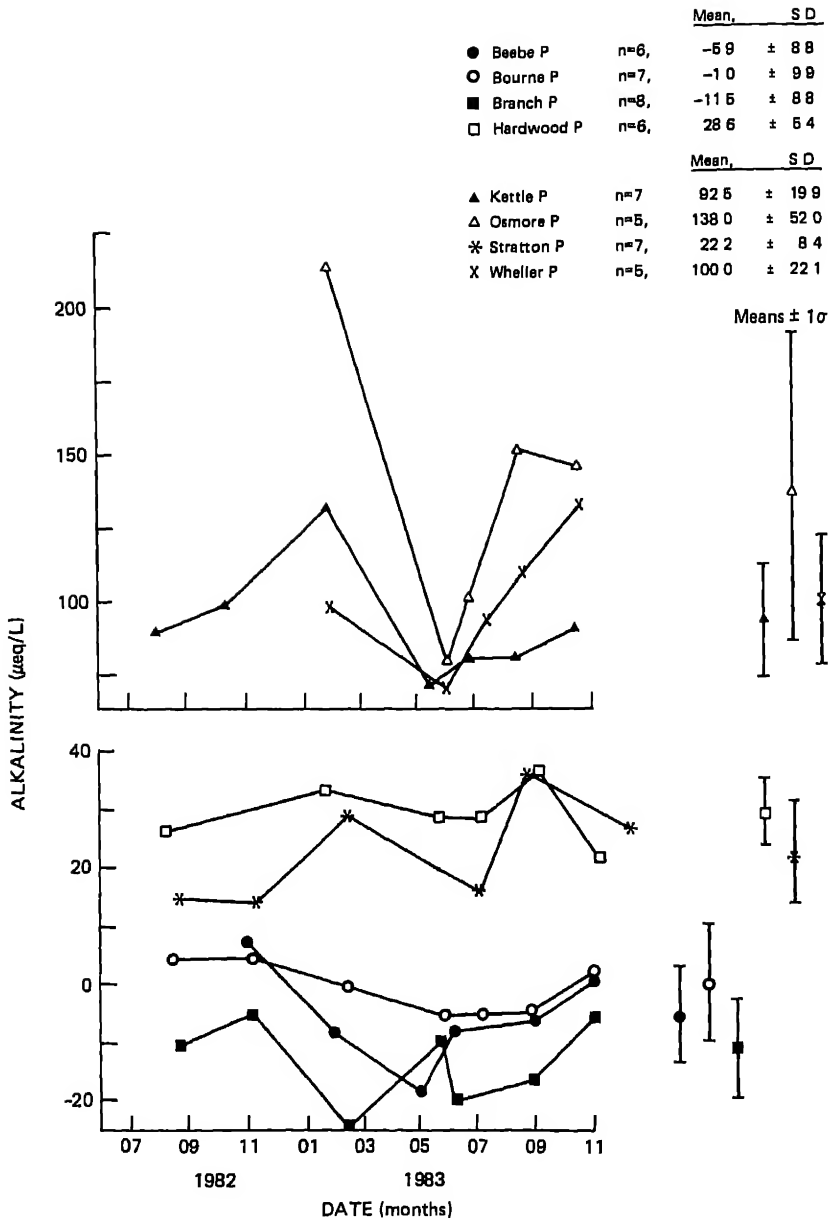 Mean, S D
● Beebe P n=6, -5 9 ± 8 8
○ Bourne P n=7, -1 0 ± 9 9
■ Branch P n=8, -11 5 ± 8 8
□ Hardwood P n=6, 28 6 ± 5 4
Mean, S D
▲ Kettle P n=7 92 5 ± 19 9
△ Osmore P n=5, 138 0 ± 52 0
✳ Stratton P n=7, 22 2 ± 8 4
X Wheller P n=5, 100 0 ± 22 1
Means ± 1σ
200
150
100
ALKALINITY (µeq/L)
40
20
0
-20
07 09 11 01 03 05 07 09 11
1982 1983
DATE (months)